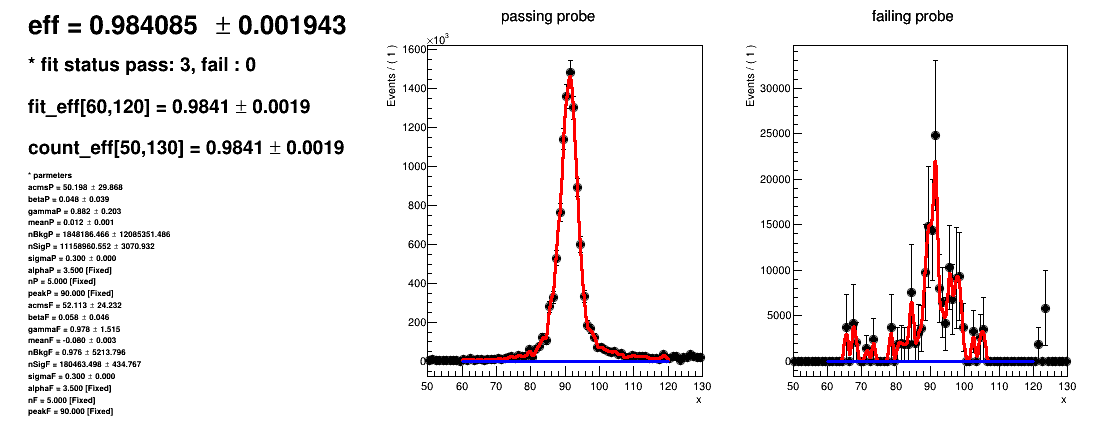 eff = 0.984085 ± 0.001943
* fit status pass: 3, fail : 0
fit_eff[60,120] = 0.9841 ± 0.0019
count_eff[50,130] = 0.9841 ± 0.0019
* parmeters
acmsP = 50.198 ± 29.868
betaP = 0.048 ± 0.039
gammaP = 0.882 ± 0.203
meanP = 0.012 ± 0.001
nBkgP = 1848186.466 ± 12085351.486
nSigP = 11158960.552 ± 3070.932
sigmaP = 0.300 ± 0.000
alphaP = 3.500 [Fixed]
nP = 5.000 [Fixed]
peakP = 90.000 [Fixed]
acmsF = 52.113 ± 24.232
betaF = 0.058 ± 0.046
gammaF = 0.978 ± 1.515
meanF = -0.080 ± 0.003
nBkgF = 0.976 ± 5213.796
nSigF = 180463.498 ± 434.767
sigmaF = 0.300 ± 0.000
alphaF = 3.500 [Fixed]
nF = 5.000 [Fixed]
peakF = 90.000 [Fixed]
passing probe
×10³
Events / ( 1 )
1600
1400
1200
1000
800
600
400
200
0
50 60 70 80 90 100 110 120 130
x
failing probe
Events / ( 1 )
30000
25000
20000
15000
10000
5000
0
50 60 70 80 90 100 110 120 130
x